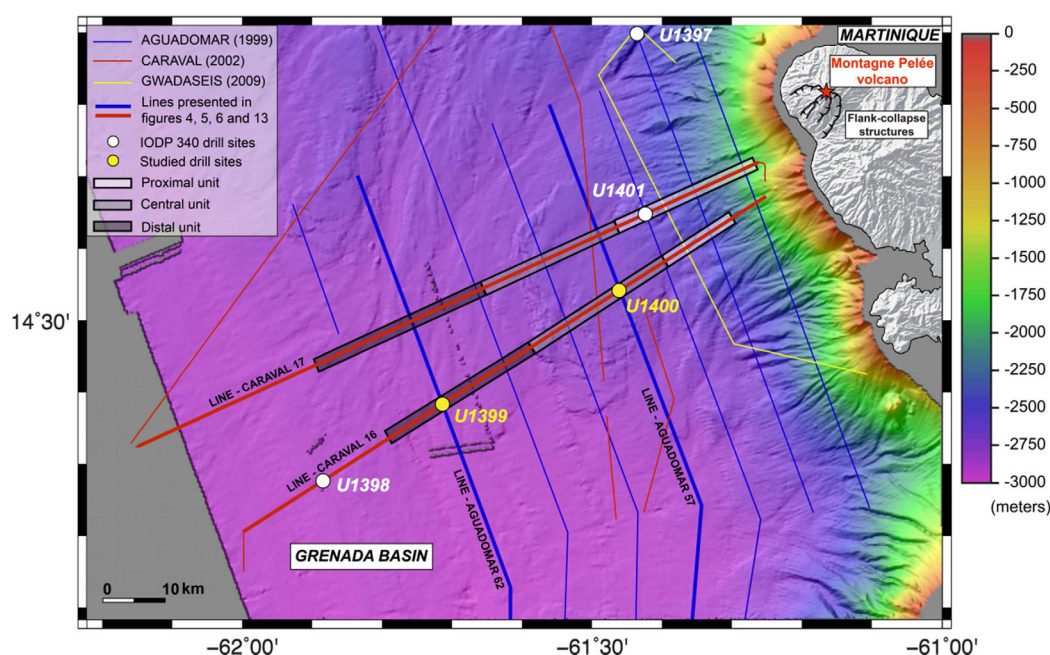 AGUADOMAR (1999)
CARAVAL (2002)
GWADASEIS (2009)
Lines presented in
figures 4, 5, 6 and 13
IODP 340 drill sites
Studied drill sites
Proximal unit
Central unit
Distal unit
U1397
MARTINIQUE
Montagne Pelée
volcano
Flank-collapse
structures
U1401
U1400
14°30'
LINE - CARAVAL 17
U1399
LINE - CARAVAL 16
U1398
LINE - AGUADOMAR 57
LINE - AGUADOMAR 62
GRENADA BASIN
0 10 km
-62°00'
-61°30'
-61°00'
0
-250
-500
-750
-1000
-1250
-1500
-1750
-2000
-2250
-2500
-2750
-3000
(meters)